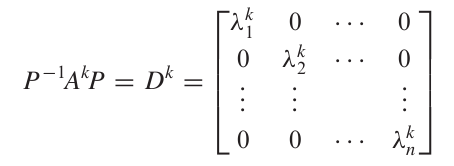 $$P^{-1}A^kP = D^k = \begin{bmatrix} \lambda_1^k & 0 & \cdots & 0 \\ 0 & \lambda_2^k & \cdots & 0 \\ \vdots & \vdots & & \vdots \\ 0 & 0 & \cdots & \lambda_n^k \end{bmatrix}$$